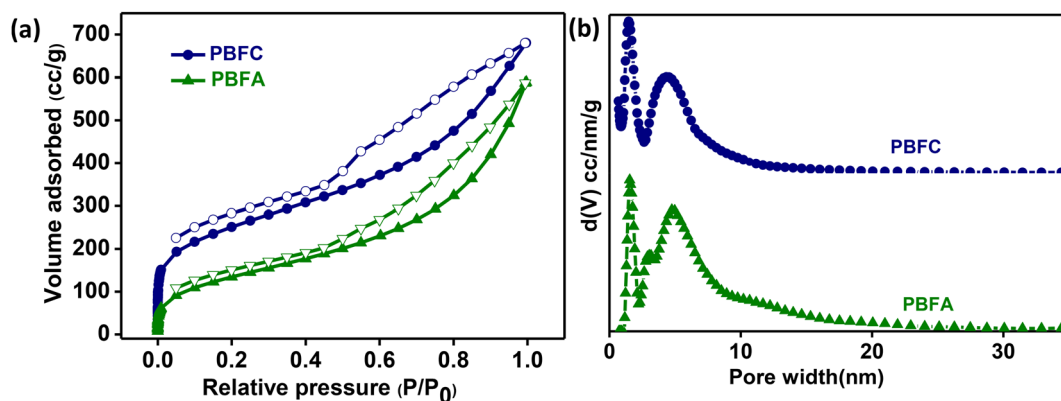 (a)
Volume adsorbed (cc/g)
700
600
500
400
300
200
100
0
PBFC
PBFA
0.0 0.2 0.4 0.6 0.8 1.0
Relative pressure (P/P0)
(b)
d(V) cc/nm/g
PBFC
PBFA
0 10 20 30
Pore width(nm)